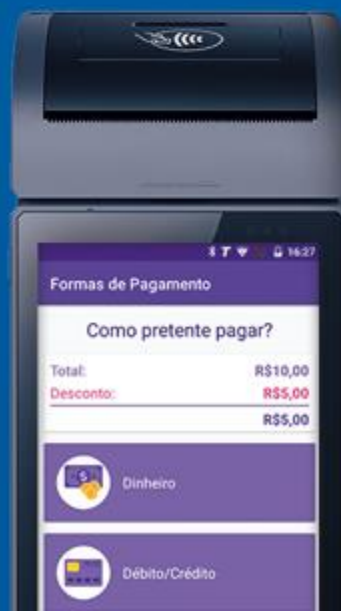 16:27
Formas de Pagamento
Como pretente pagar?
Total: R$10,00
Desconto: R$5,00
R$5,00
Dinheiro
Débito/Crédito